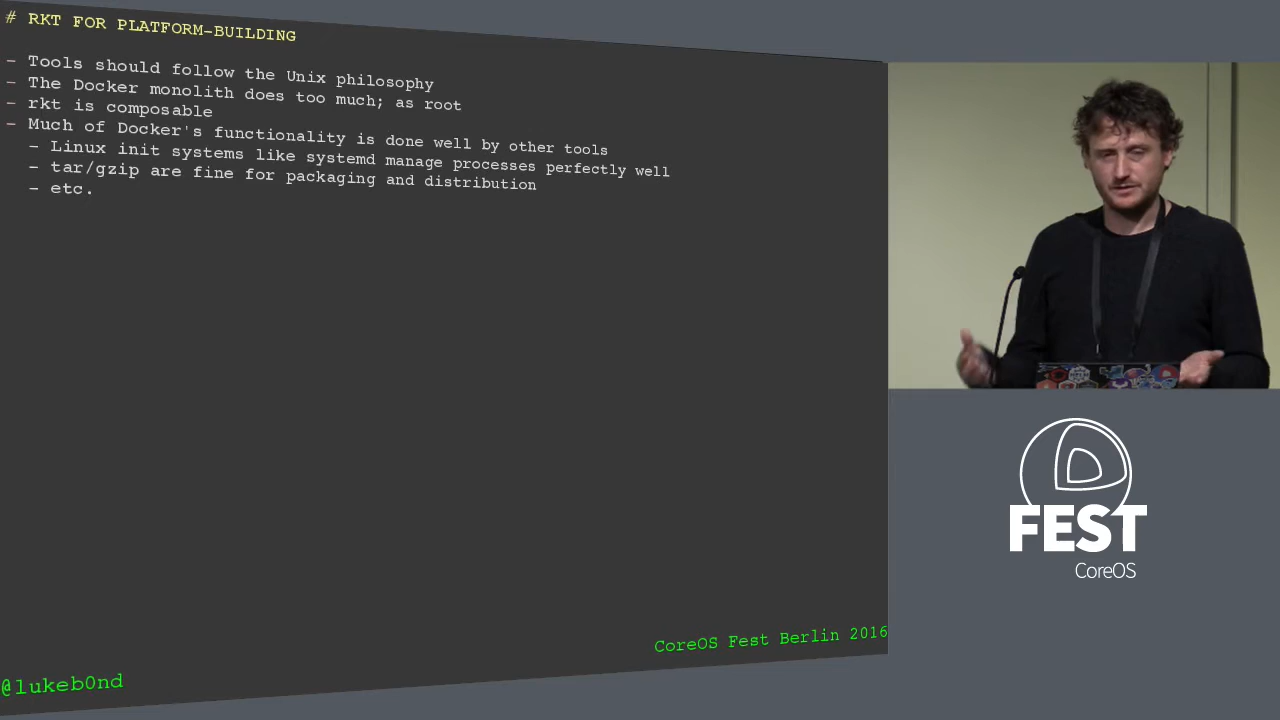 # RKT FOR PLATFORM-BUILDING
- Tools should follow the Unix philosophy
- The Docker monolith does too much; as root
- rkt is composable
- Much of Docker's functionality is done well by other tools
- Linux init systems like systemd manage processes perfectly well
- tar/gzip are fine for packaging and distribution
- etc.
CoreOS Fest Berlin 2016
@lukeb0nd
FEST
CoreOS